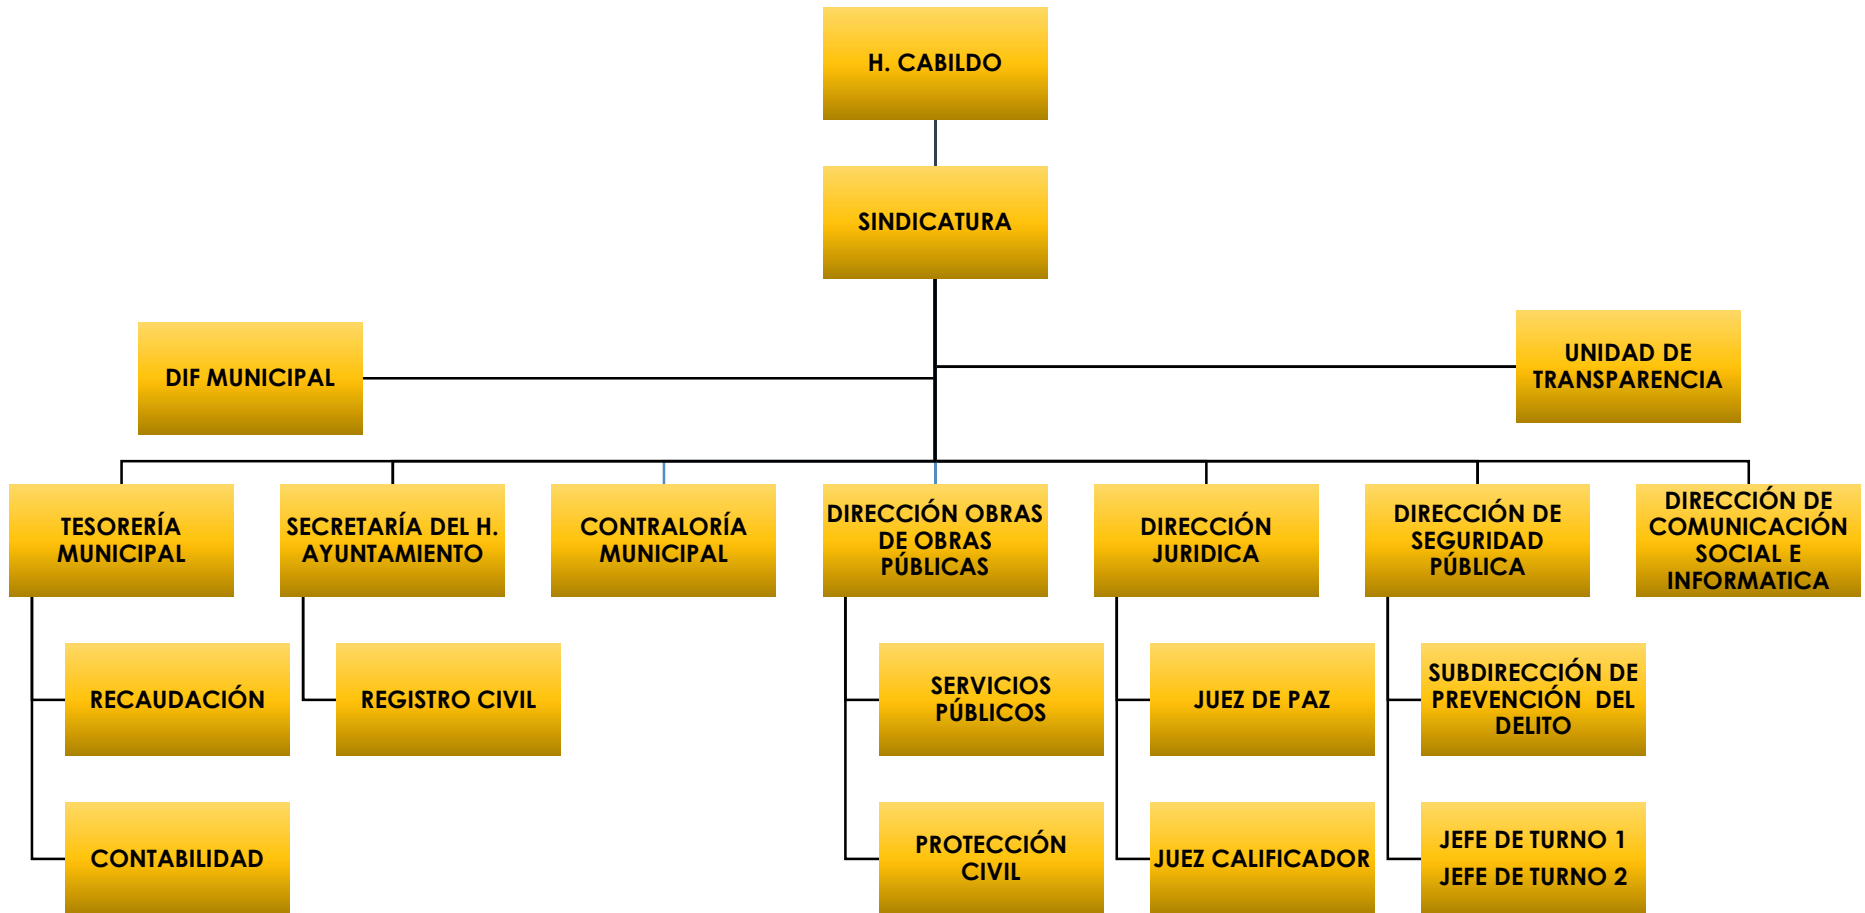 H. CABILDO
SINDICATURA
DIF MUNICIPAL
UNIDAD DE
TRANSPARENCIA
TESORERÍA
MUNICIPAL
SECRETARÍA DEL H.
AYUNTAMIENTO
CONTRALORÍA
MUNICIPAL
DIRECCIÓN OBRAS
DE OBRAS
PÚBLICAS
DIRECCIÓN
JURIDICA
DIRECCIÓN DE
SEGURIDAD
PÚBLICA
DIRECCIÓN DE
COMUNICACIÓN
SOCIAL E
INFORMATICA
RECAUDACIÓN
REGISTRO CIVIL
SERVICIOS
PÚBLICOS
JUEZ DE PAZ
SUBDIRECCIÓN DE
PREVENCIÓN DEL
DELITO
CONTABILIDAD
PROTECCIÓN
CIVIL
JUEZ CALIFICADOR
JEFE DE TURNO 1
JEFE DE TURNO 2